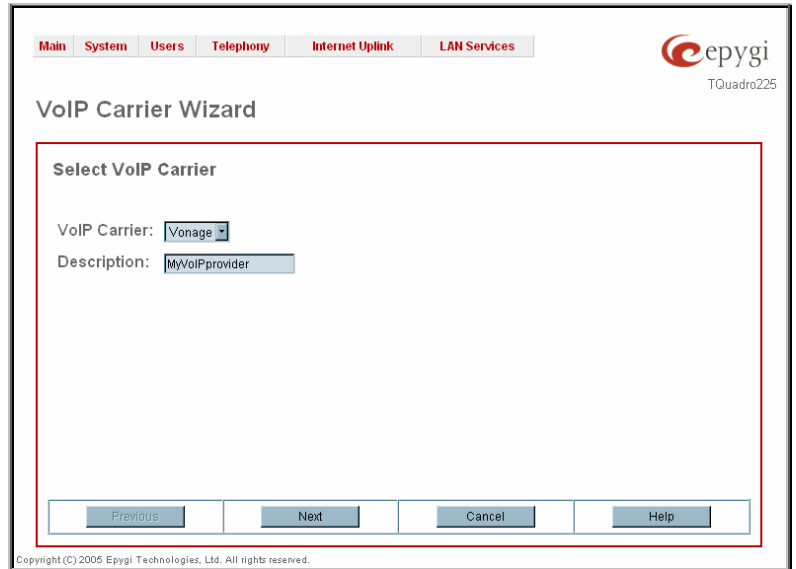 Main System Users Telephony Internet Uplink LAN Services
epygi
TQuadro225
VoIP Carrier Wizard
Select VoIP Carrier
VoIP Carrier: Vonage
Description: MyVoIPprovider
Previous Next Cancel Help
Copyright (C) 2005 Epygi Technologies, Ltd. All rights reserved.